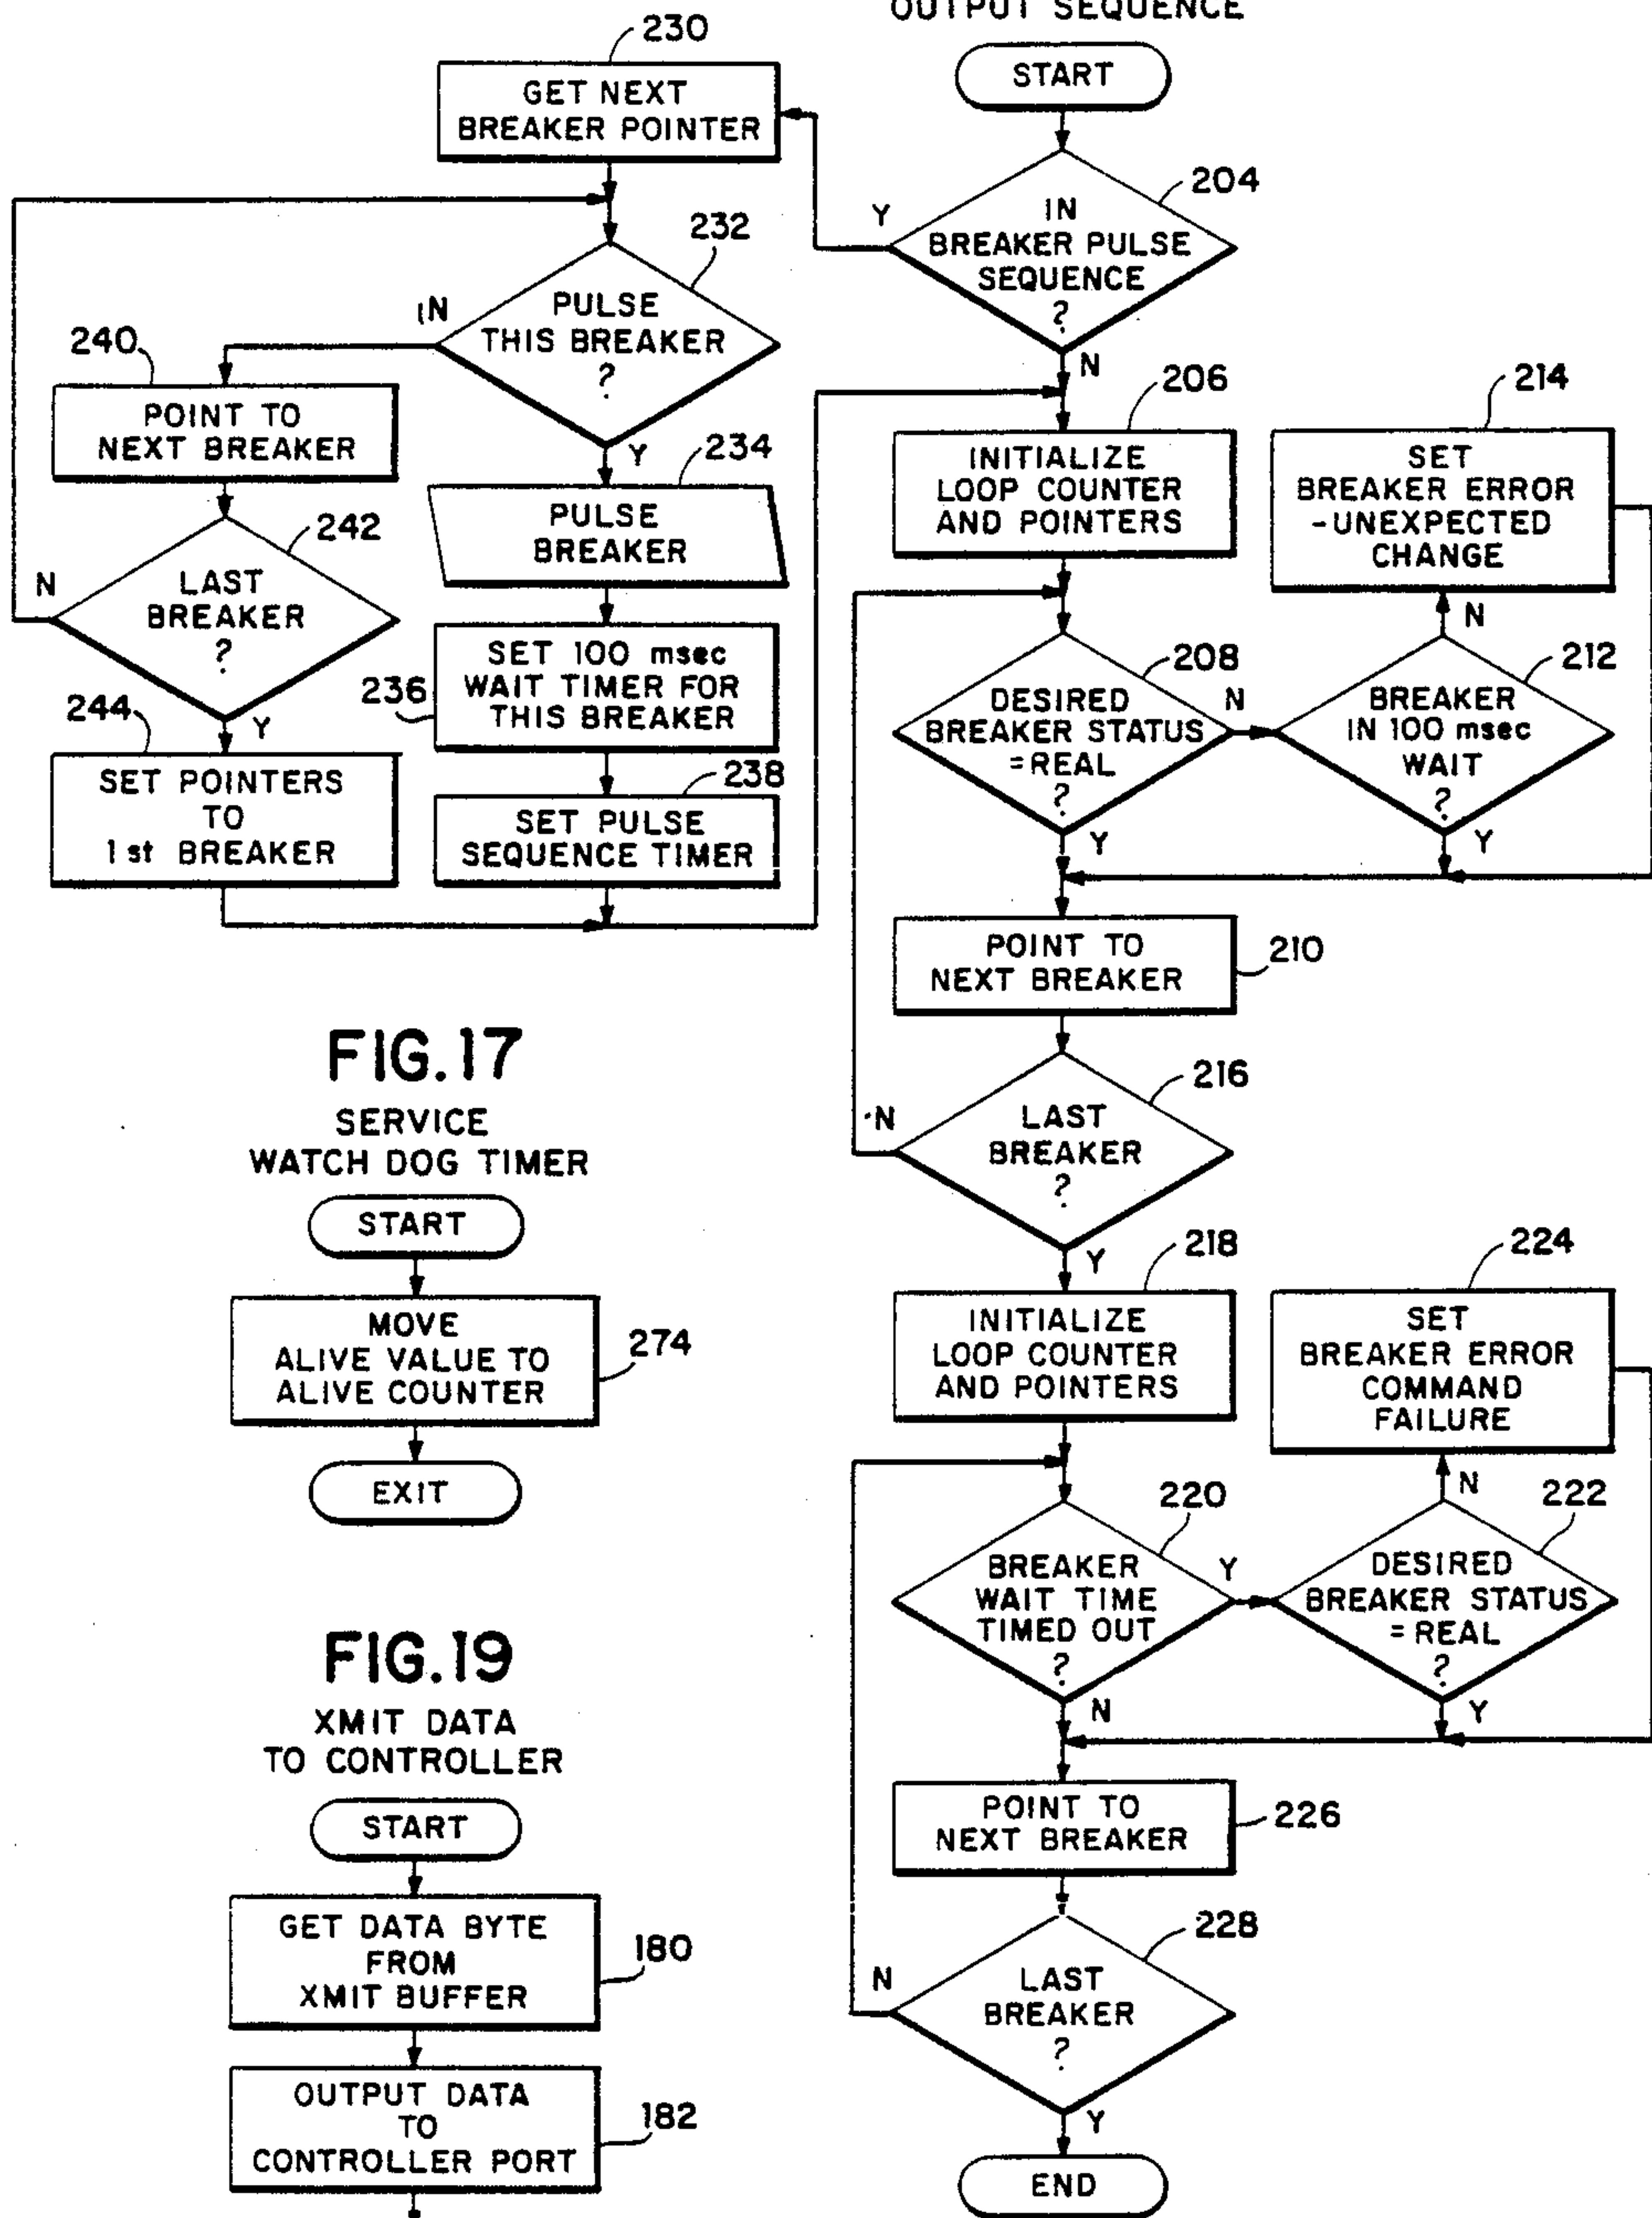 OUTPUT SEQUENCE
START
204
IN
BREAKER PULSE
SEQUENCE
?
Y
N
230
GET NEXT
BREAKER POINTER
232
PULSE
THIS BREAKER
?
N
Y
240
POINT TO
NEXT BREAKER
242
LAST
BREAKER
?
N
Y
244
SET POINTERS
TO
1st BREAKER
234
PULSE
BREAKER
236
SET 100 msec
WAIT TIMER FOR
THIS BREAKER
238
SET PULSE
SEQUENCE TIMER
206
INITIALIZE
LOOP COUNTER
AND POINTERS
208
DESIRED
BREAKER STATUS
=REAL
?
N
Y
212
BREAKER
IN 100 msec
WAIT
?
N
Y
214
SET
BREAKER ERROR
-UNEXPECTED
CHANGE
210
POINT TO
NEXT BREAKER
216
LAST
BREAKER
?
N
Y
218
INITIALIZE
LOOP COUNTER
AND POINTERS
220
BREAKER
WAIT TIME
TIMED OUT
?
Y
N
222
DESIRED
BREAKER STATUS
=REAL
?
N
Y
224
SET
BREAKER ERROR
COMMAND
FAILURE
226
POINT TO
NEXT BREAKER
228
LAST
BREAKER
?
N
Y
END
FIG.17
SERVICE
WATCH DOG TIMER
START
MOVE
ALIVE VALUE TO
ALIVE COUNTER
274
EXIT
FIG.19
XMIT DATA
TO CONTROLLER
START
GET DATA BYTE
FROM
XMIT BUFFER
180
OUTPUT DATA
TO
CONTROLLER PORT
182